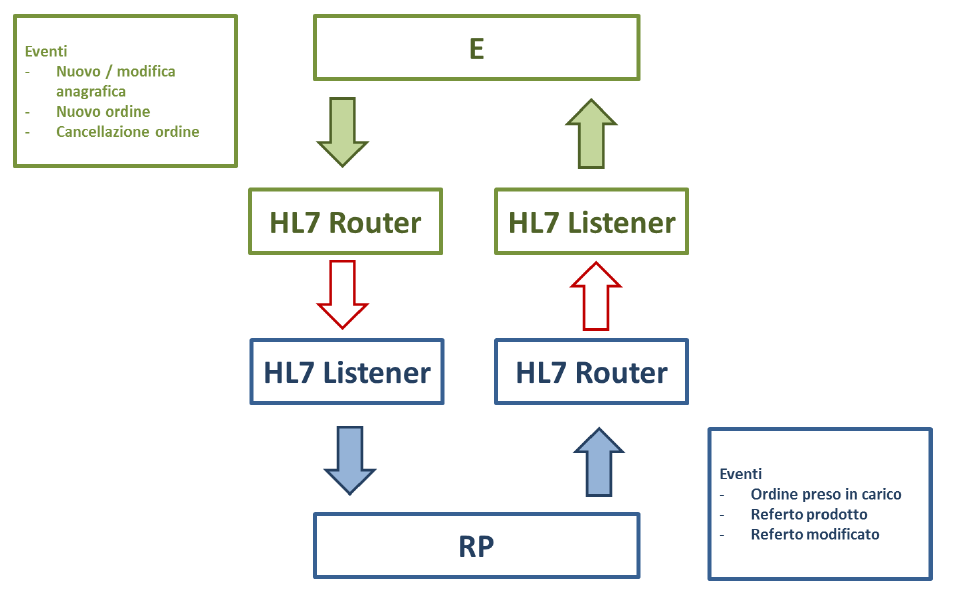 Eventi
- Nuovo / modifica
anagrafica
- Nuovo ordine
- Cancellazione ordine
E
HL7 Router
HL7 Listener
HL7 Listener
HL7 Router
Eventi
- Ordine preso in carico
- Referto prodotto
- Referto modificato
RP